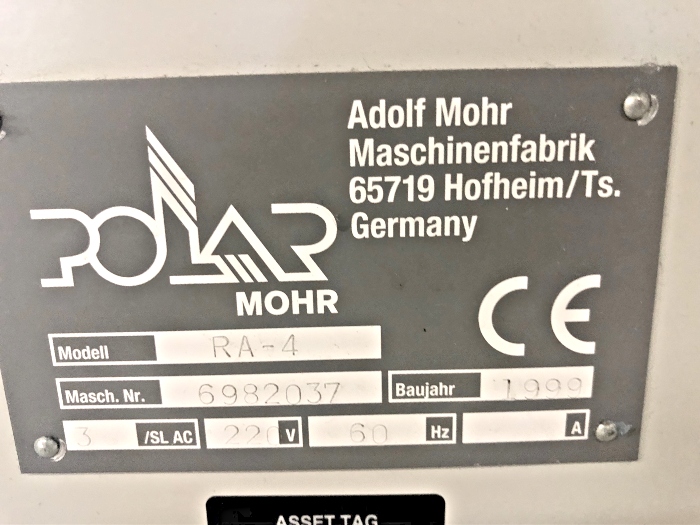 Adolf Mohr
Maschinenfabrik
65719 Hofheim/Ts.
Germany
POLAR
MOHR
CE
Modell RA-4
Masch. Nr. 6982037 Baujahr 1999
3 /SL AC 220 V 60 Hz A
ASSET TAG